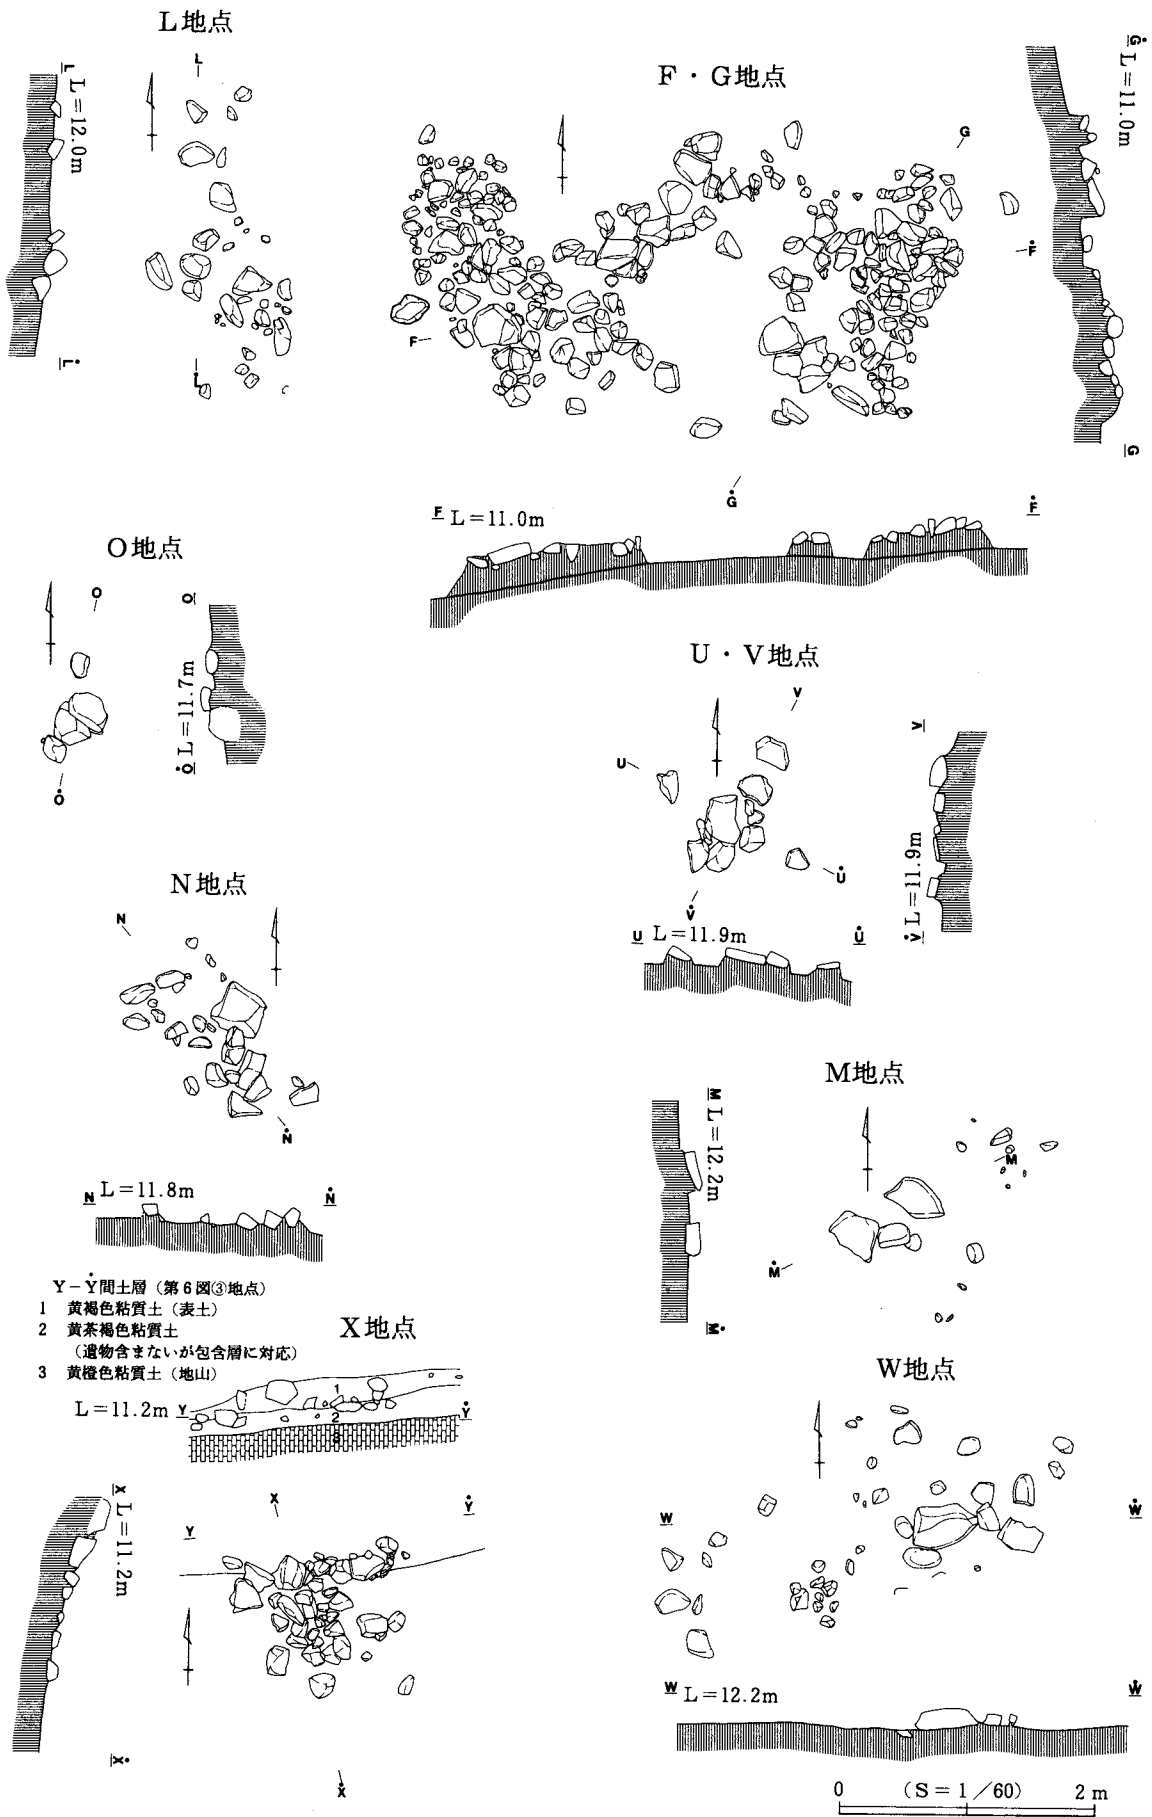 L地点
L
L
L=12.0m
L̇
L̇
F・G地点
G
Ḟ
F
Ġ
Ġ
L=11.0m
G
F L=11.0m
Ḟ
O地点
O
Ȯ
O
Ȯ L=11.7m
U・V地点
V
U
U̇
V̇
V
V̇ L=11.9m
U L=11.9m
U̇
N地点
N
Ṅ
N L=11.8m
Ṅ
M地点
M
L=12.2m
Ṁ
M
Ṁ
Y-Ẏ間土層(第6図③地点)
1 黄褐色粘質土(表土)
2 黄茶褐色粘質土
(遺物含まないが包含層に対応)
3 黄橙色粘質土(地山)
X地点
L=11.2m Y
Ẏ
1
2
3
X
L=11.2m
Ẋ
X
Y
Ẏ
Ẋ
W地点
W
Ẇ
W L=12.2m
Ẇ
0 (S=1/60) 2m